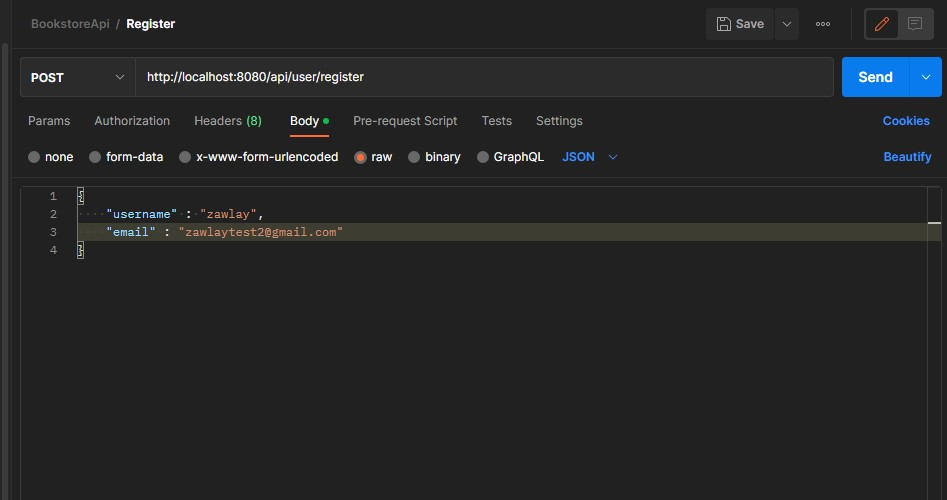 BookstoreApi / Register
Save
POST
http://localhost:8080/api/user/register
Send
Params Authorization Headers (8) Body Pre-request Script Tests Settings Cookies
none form-data x-www-form-urlencoded raw binary GraphQL JSON Beautify
1 {
2 "username" : "zawlay",
3 "email" : "zawlaytest2@gmail.com"
4 }